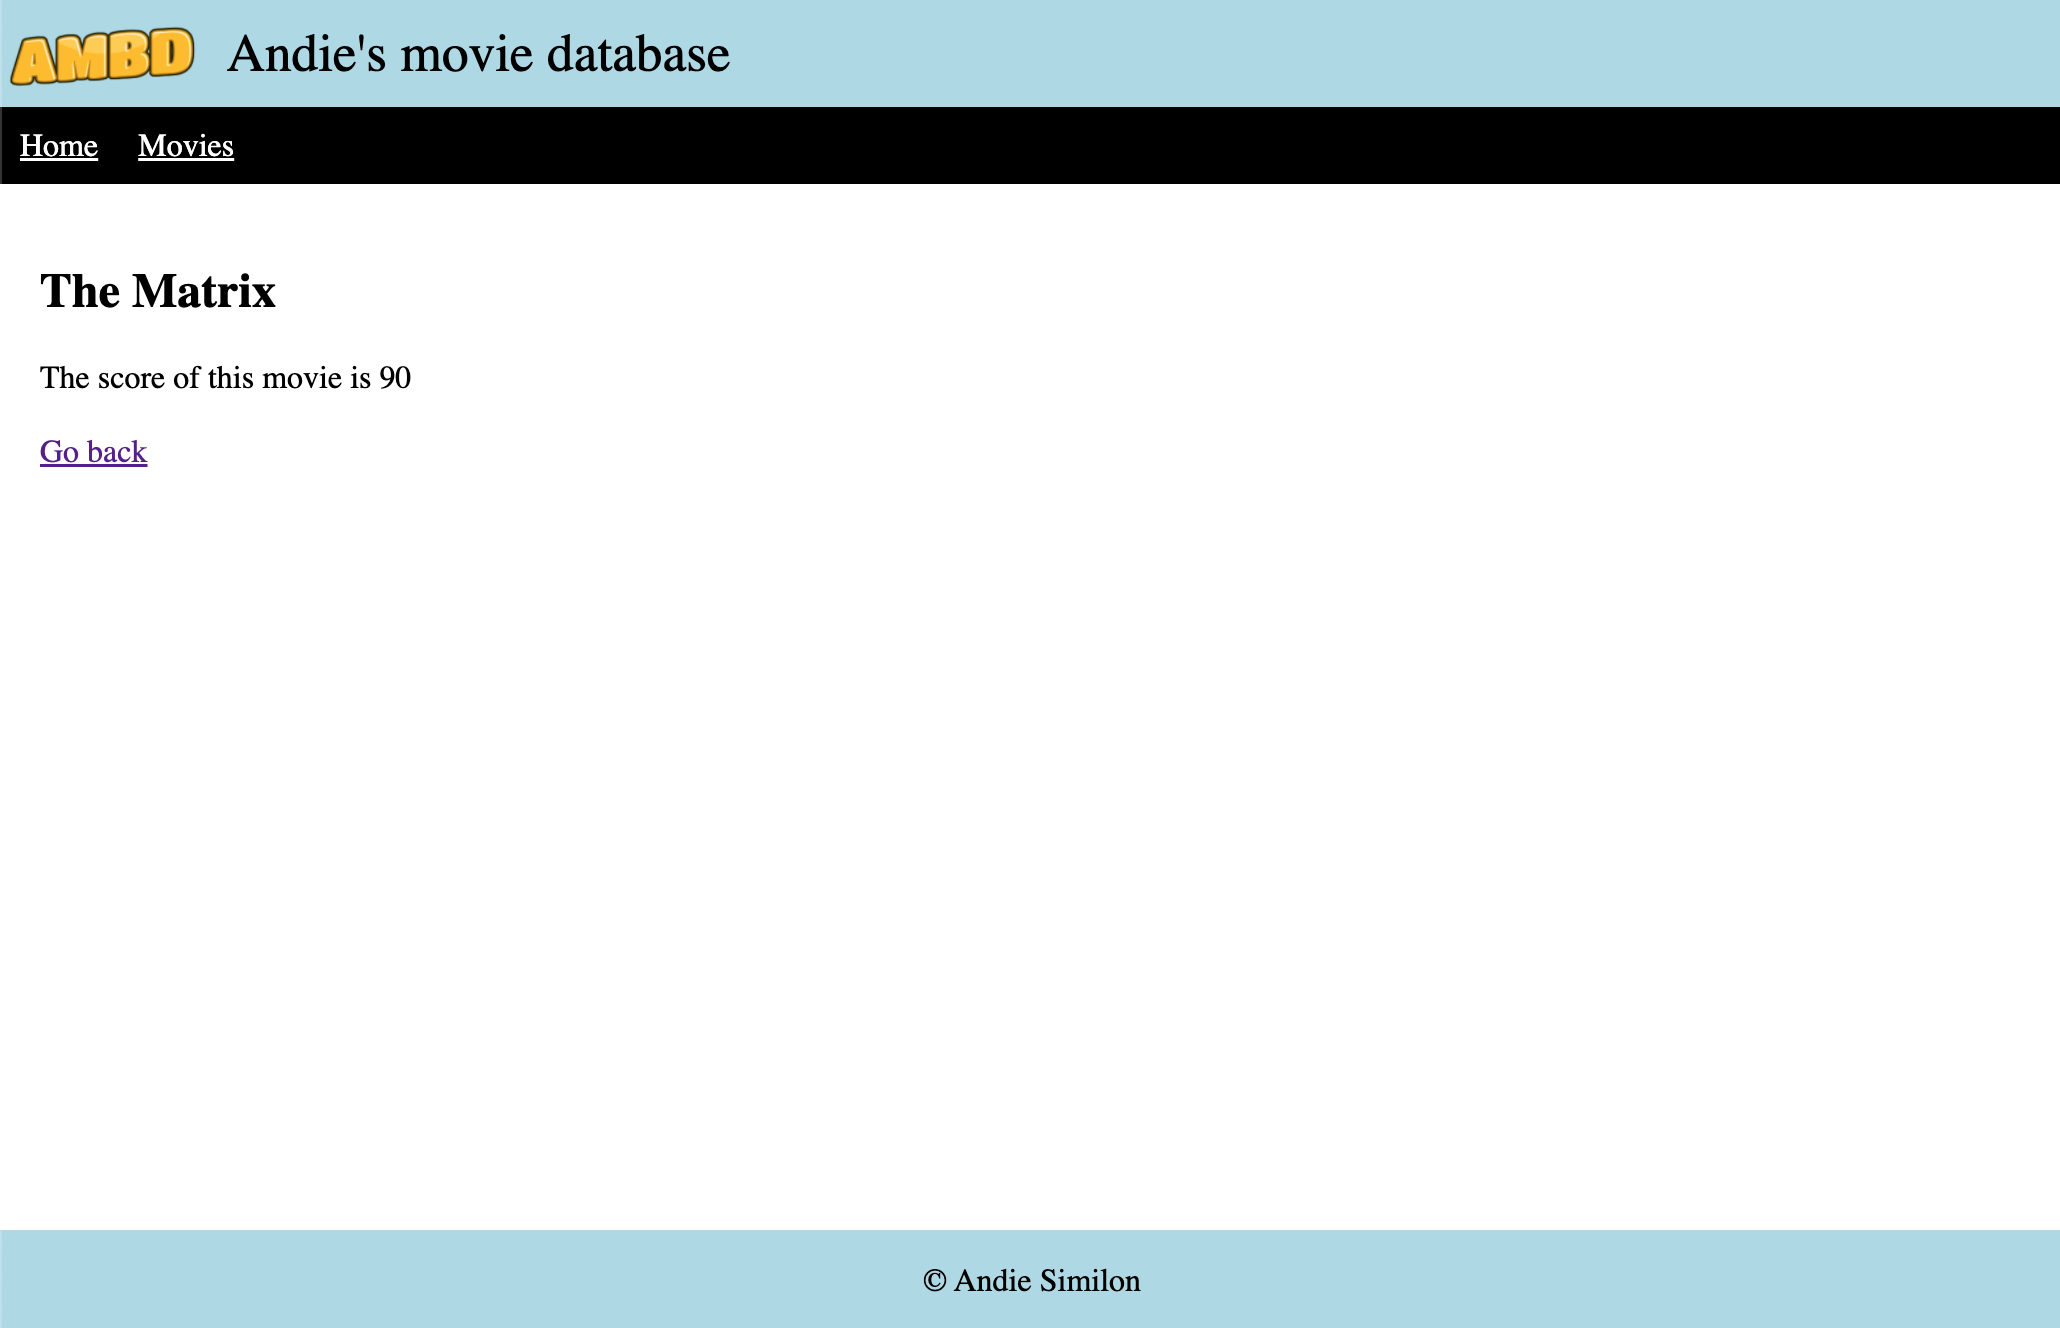 AMBD Andie's movie database
Home Movies
The Matrix
The score of this movie is 90
Go back
© Andie Similon